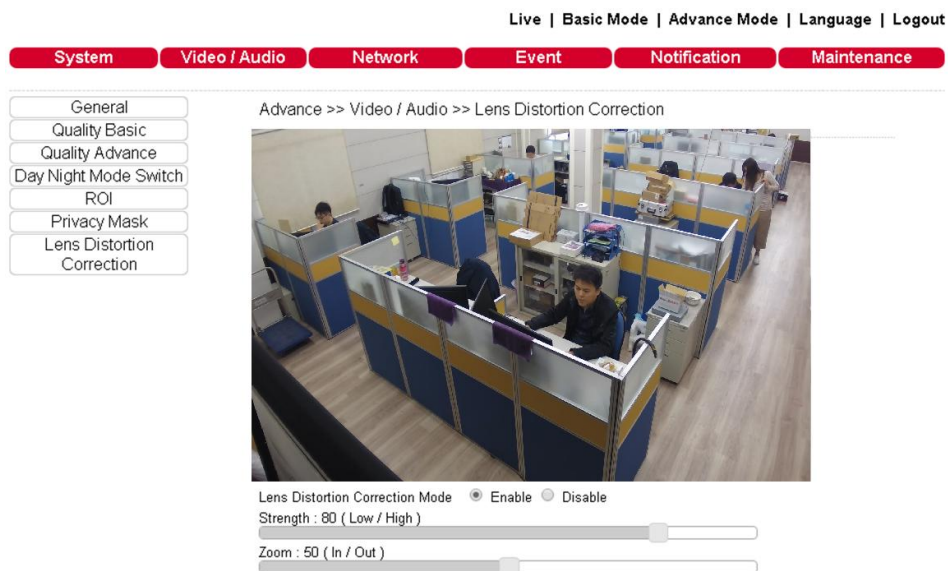 Live | Basic Mode | Advance Mode | Language | Logout
System Video / Audio Network Event Notification Maintenance
General
Quality Basic
Quality Advance
Day Night Mode Switch
ROI
Privacy Mask
Lens Distortion
Correction
Advance >> Video / Audio >> Lens Distortion Correction
Lens Distortion Correction Mode Enable Disable
Strength : 80 ( Low / High )
Zoom : 50 ( In / Out )